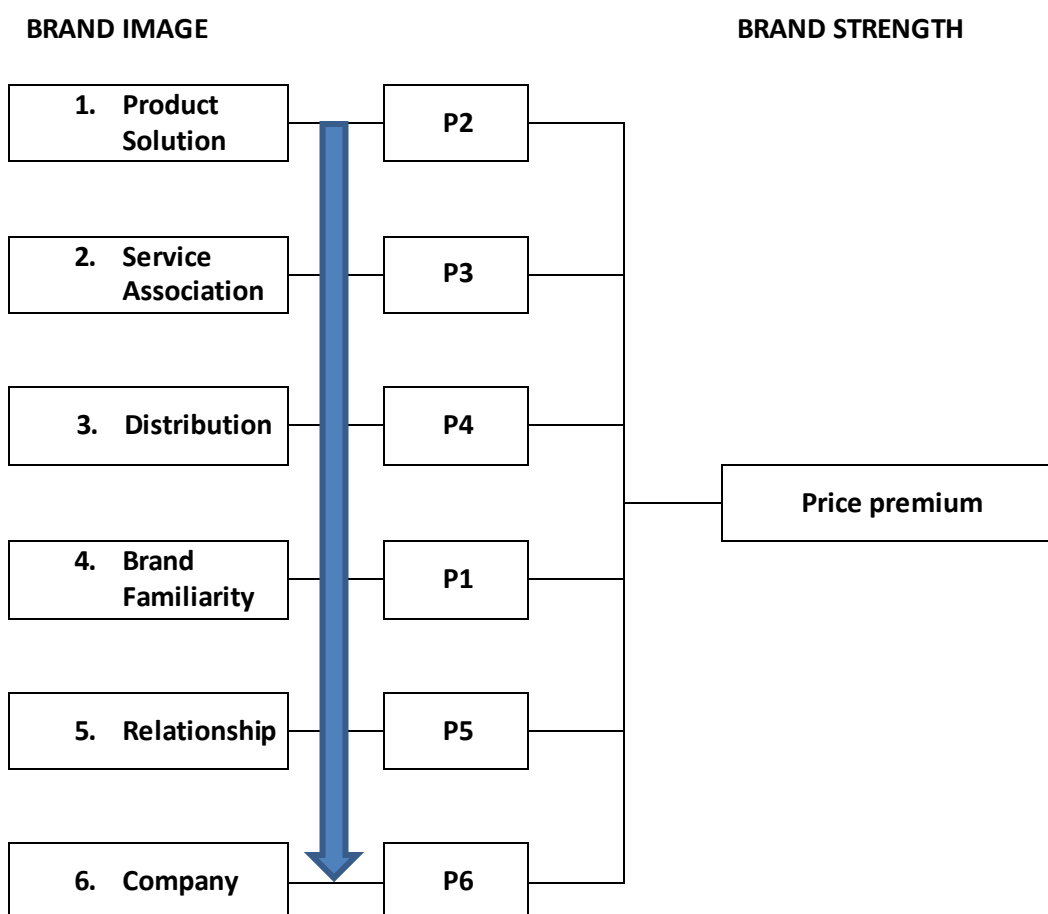 BRAND IMAGE
BRAND STRENGTH
1. Product
Solution
P2
2. Service
Association
P3
3. Distribution
P4
Price premium
4. Brand
Familiarity
P1
5. Relationship
P5
6. Company
P6